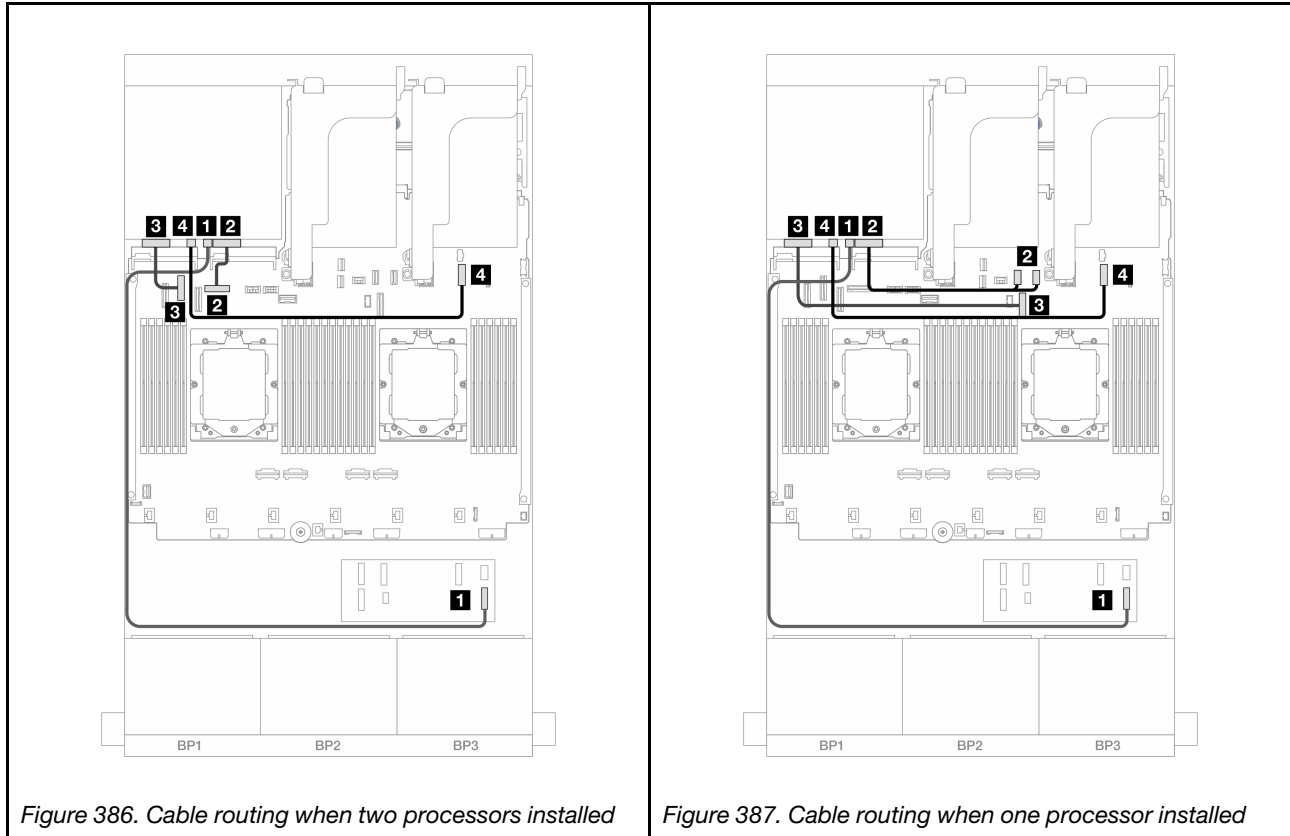 3 4 1 2
4
3 2
1
BP1 BP2 BP3
Figure 386. Cable routing when two processors installed
3 4 1 2
2
4
3
1
BP1 BP2 BP3
Figure 387. Cable routing when one processor installed